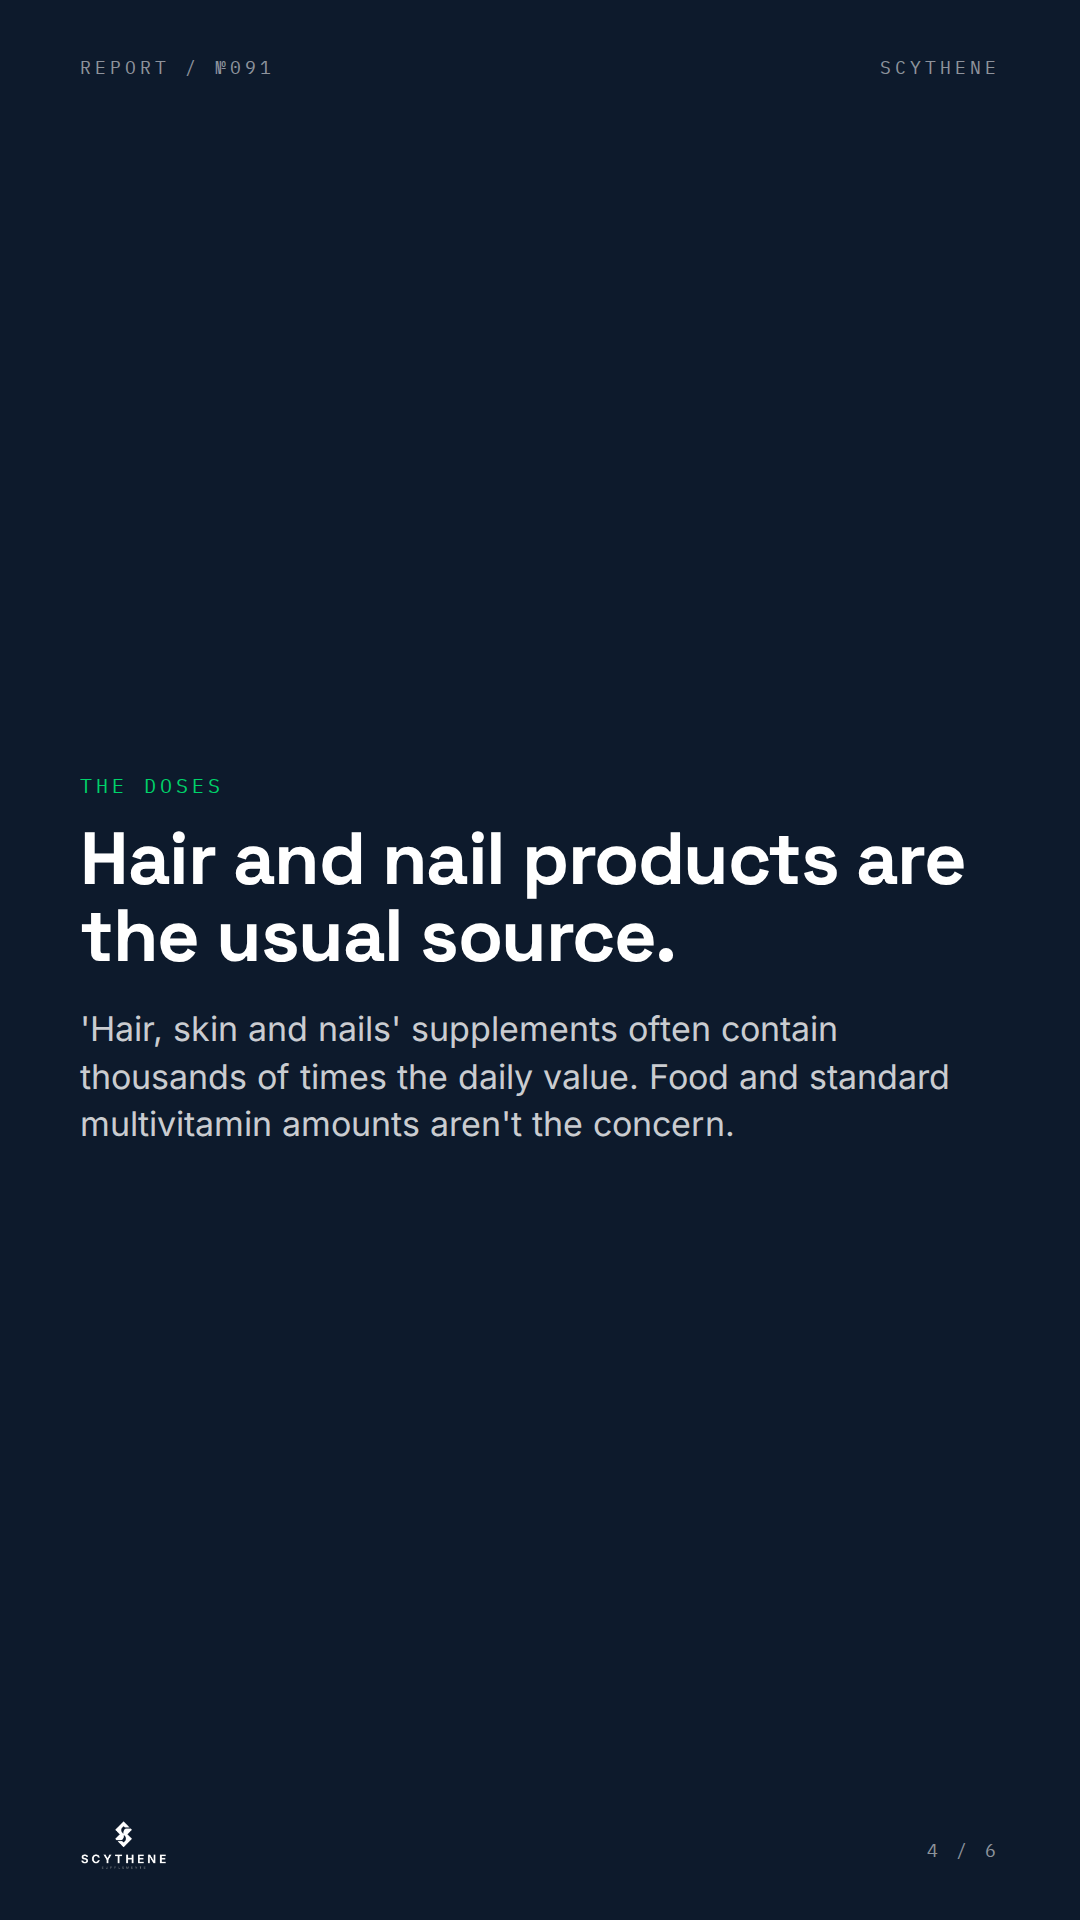 REPORT / №091
SCYTHENE
THE DOSES
Hair and nail products are
the usual source.
'Hair, skin and nails' supplements often contain
thousands of times the daily value. Food and standard
multivitamin amounts aren't the concern.
SCYTHENE
SUPPLEMENTS
4 / 6